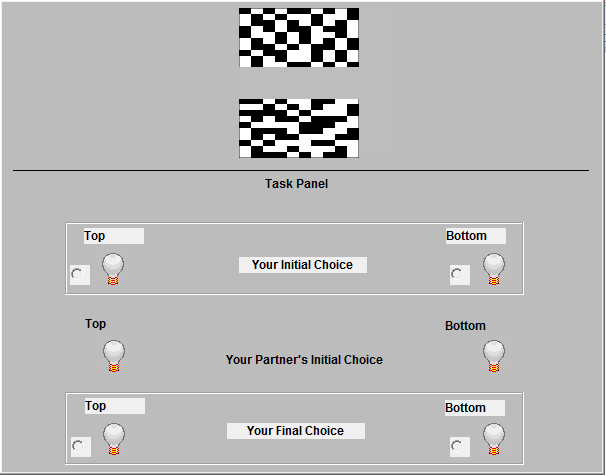 Task Panel
Top
Bottom
Your Initial Choice
Top
Bottom
Your Partner's Initial Choice
Top
Bottom
Your Final Choice